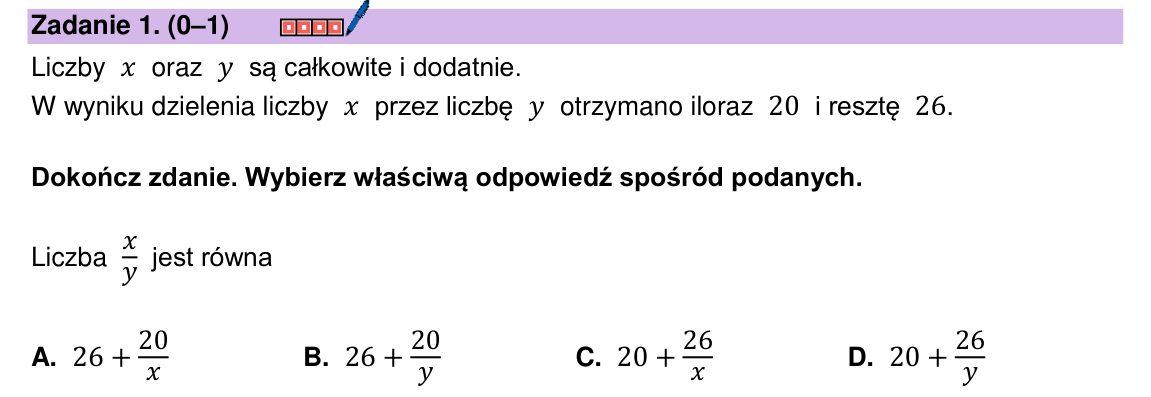 Zadanie 1. (0–1)
Liczby x oraz y są całkowite i dodatnie.
W wyniku dzielenia liczby x przez liczbę y otrzymano iloraz 20 i resztę 26.
Dokończ zdanie. Wybierz właściwą odpowiedź spośród podanych.
Liczba x/y jest równa
A. 26 + 20/x B. 26 + 20/y C. 20 + 26/x D. 20 + 26/y